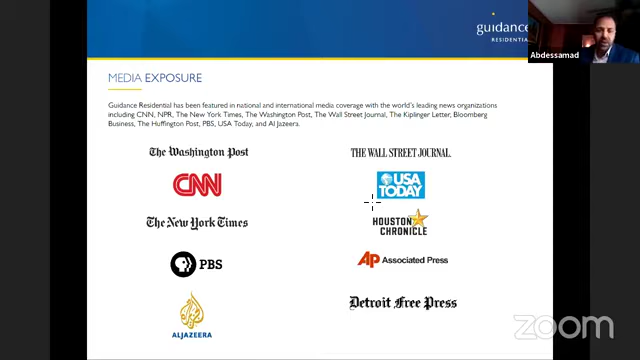 guidance
RESIDENTIAL
Abdessamad
MEDIA EXPOSURE
Guidance Residential has been featured in national and international media coverage with the world's leading news organizations
including CNN, NPR, The New York Times, The Washington Post, The Wall Street Journal, The Kiplinger Letter, Bloomberg
Business, The Huffington Post, PBS, USA Today, and Al Jazeera.
The Washington Post
THE WALL STREET JOURNAL.
CNN
USA
TODAY
The New York Times
HOUSTON
CHRONICLE
PBS
AP Associated Press
ALJAZEERA
Detroit Free Press
zoom